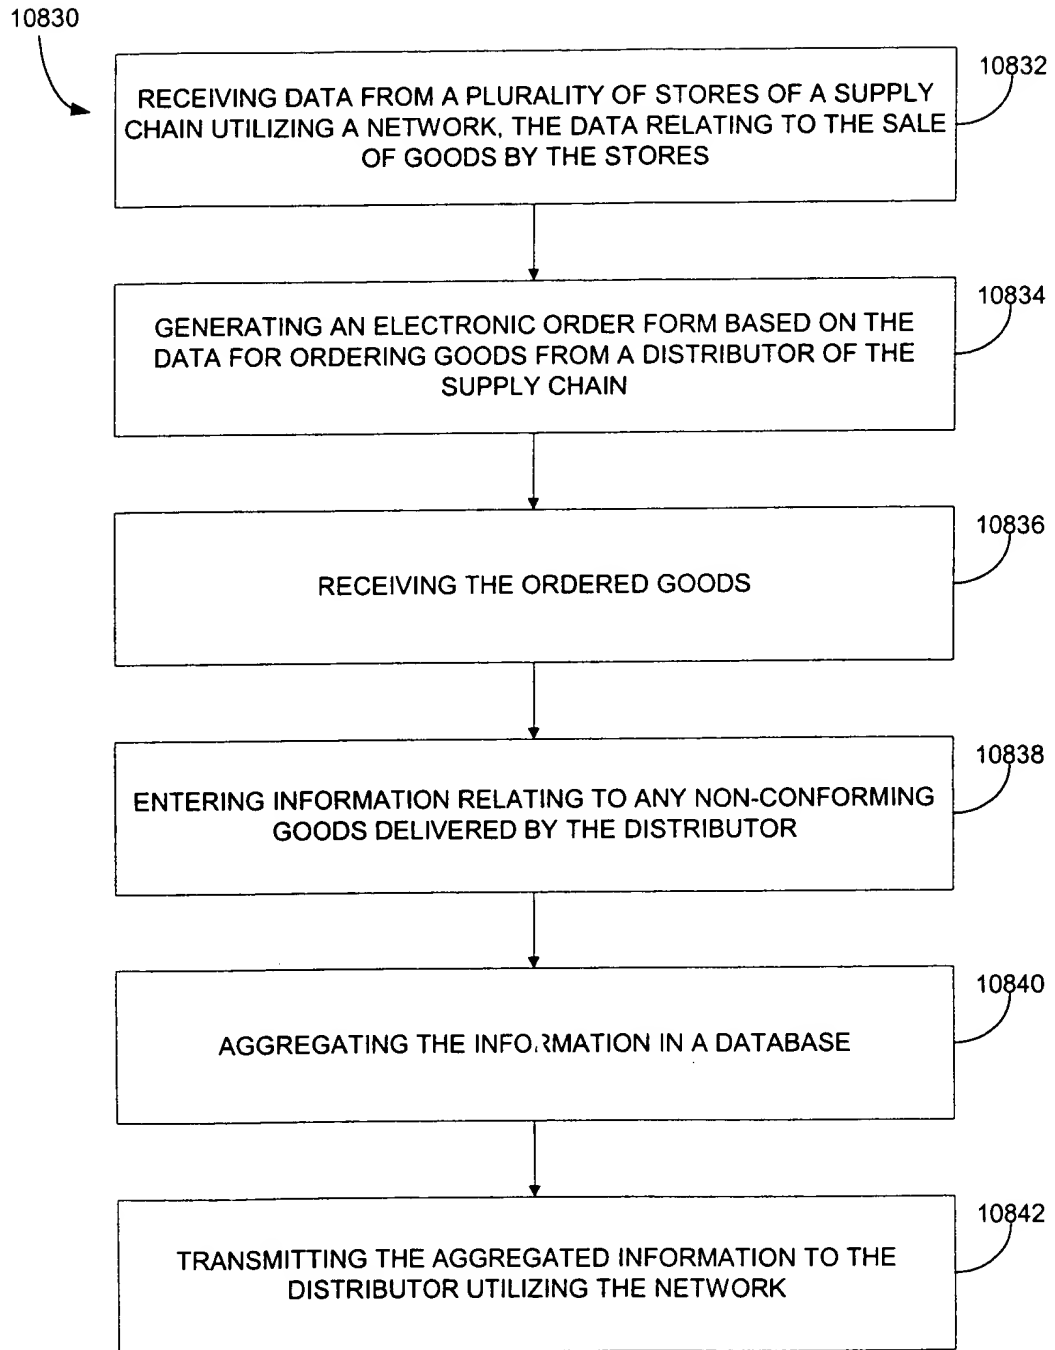 10830
10832
RECEIVING DATA FROM A PLURALITY OF STORES OF A SUPPLY
CHAIN UTILIZING A NETWORK, THE DATA RELATING TO THE SALE
OF GOODS BY THE STORES
10834
GENERATING AN ELECTRONIC ORDER FORM BASED ON THE
DATA FOR ORDERING GOODS FROM A DISTRIBUTOR OF THE
SUPPLY CHAIN
10836
RECEIVING THE ORDERED GOODS
10838
ENTERING INFORMATION RELATING TO ANY NON-CONFORMING
GOODS DELIVERED BY THE DISTRIBUTOR
10840
AGGREGATING THE INFORMATION IN A DATABASE
10842
TRANSMITTING THE AGGREGATED INFORMATION TO THE
DISTRIBUTOR UTILIZING THE NETWORK